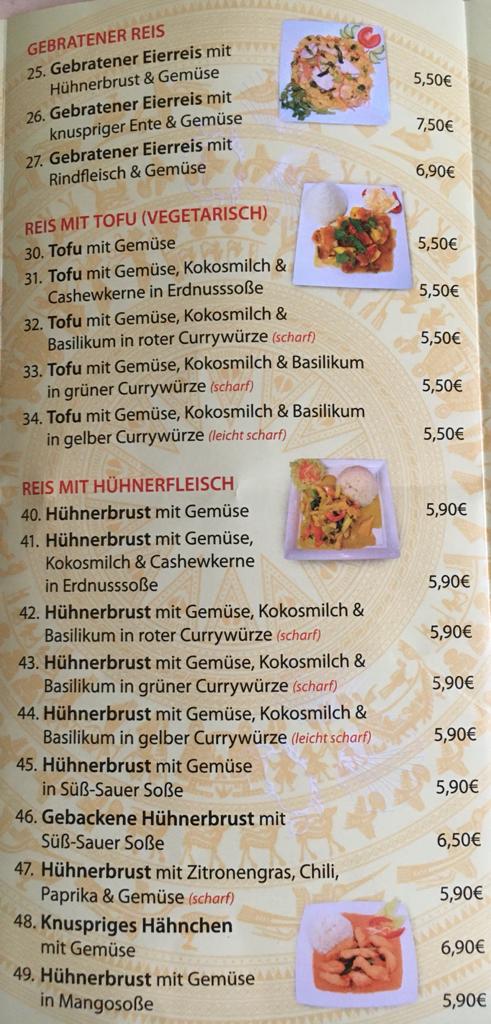 GEBRATENER REIS
25. Gebratener Eierreis mit
Hühnerbrust & Gemüse 5,50€
26. Gebratener Eierreis mit
knuspriger Ente & Gemüse 7,50€
27. Gebratener Eierreis mit
Rindfleisch & Gemüse 6,90€
REIS MIT TOFU (VEGETARISCH)
30. Tofu mit Gemüse 5,50€
31. Tofu mit Gemüse, Kokosmilch &
Cashewkerne in Erdnusssoße 5,50€
32. Tofu mit Gemüse, Kokosmilch &
Basilikum in roter Currywürze (scharf) 5,50€
33. Tofu mit Gemüse, Kokosmilch & Basilikum
in grüner Currywürze (scharf) 5,50€
34. Tofu mit Gemüse, Kokosmilch & Basilikum
in gelber Currywürze (leicht scharf) 5,50€
REIS MIT HÜHNERFLEISCH
40. Hühnerbrust mit Gemüse 5,90€
41. Hühnerbrust mit Gemüse,
Kokosmilch & Cashewkerne
in Erdnusssoße 5,90€
42. Hühnerbrust mit Gemüse, Kokosmilch &
Basilikum in roter Currywürze (scharf) 5,90€
43. Hühnerbrust mit Gemüse, Kokosmilch &
Basilikum in grüner Currywürze (scharf) 5,90€
44. Hühnerbrust mit Gemüse, Kokosmilch &
Basilikum in gelber Currywürze (leicht scharf) 5,90€
45. Hühnerbrust mit Gemüse
in Süß-Sauer Soße 5,90€
46. Gebackene Hühnerbrust mit
Süß-Sauer Soße 6,50€
47. Hühnerbrust mit Zitronengras, Chili,
Paprika & Gemüse (scharf) 5,90€
48. Knuspriges Hähnchen
mit Gemüse 6,90€
49. Hühnerbrust mit Gemüse
in Mangosoße 5,90€